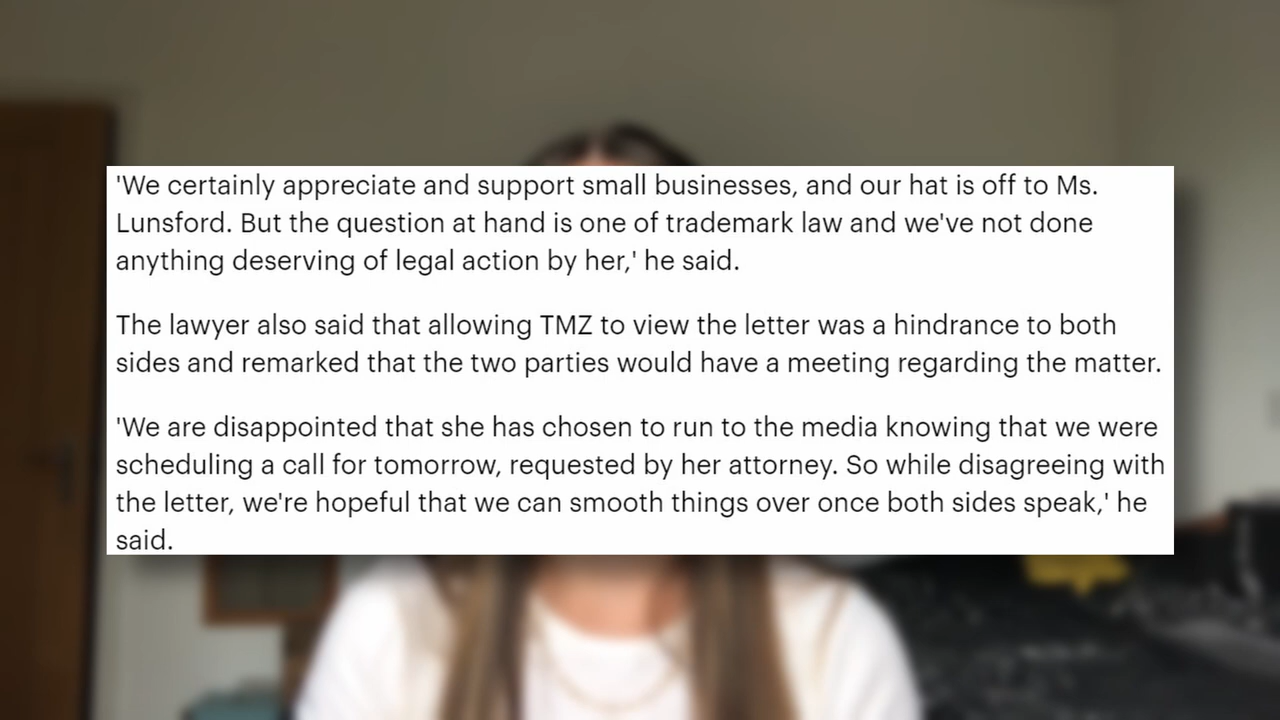 'We certainly appreciate and support small businesses, and our hat is off to Ms.
Lunsford. But the question at hand is one of trademark law and we've not done
anything deserving of legal action by her,' he said.
The lawyer also said that allowing TMZ to view the letter was a hindrance to both
sides and remarked that the two parties would have a meeting regarding the matter.
'We are disappointed that she has chosen to run to the media knowing that we were
scheduling a call for tomorrow, requested by her attorney. So while disagreeing with
the letter, we're hopeful that we can smooth things over once both sides speak,' he
said.